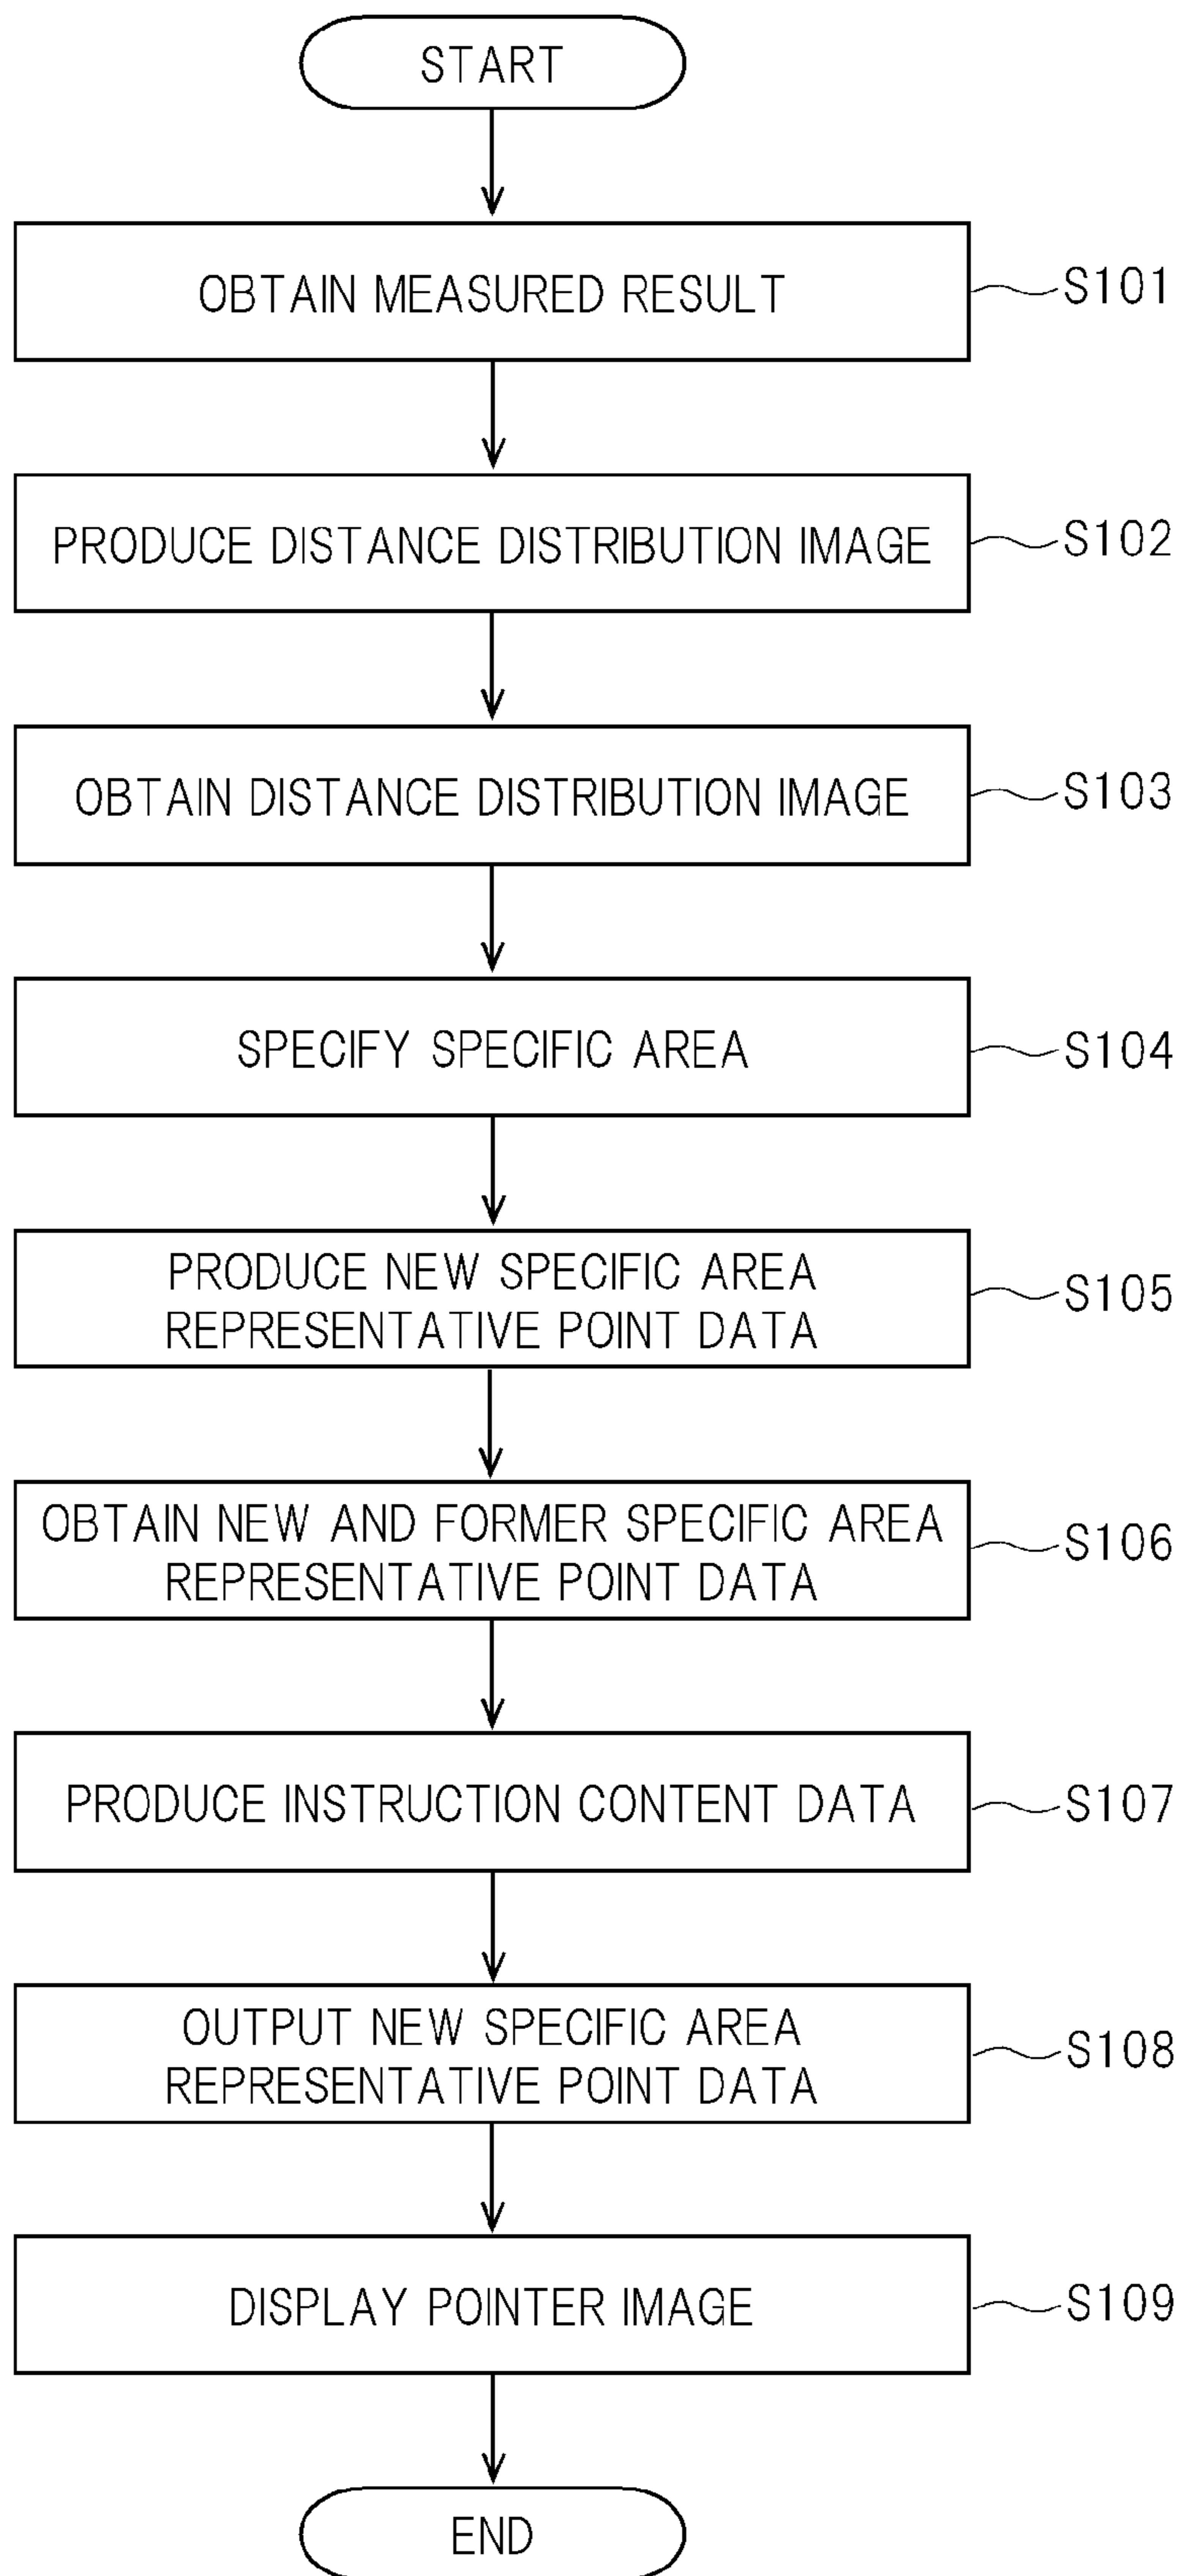 START
OBTAIN MEASURED RESULT
S101
PRODUCE DISTANCE DISTRIBUTION IMAGE
S102
OBTAIN DISTANCE DISTRIBUTION IMAGE
S103
SPECIFY SPECIFIC AREA
S104
PRODUCE NEW SPECIFIC AREA
REPRESENTATIVE POINT DATA
S105
OBTAIN NEW AND FORMER SPECIFIC AREA
REPRESENTATIVE POINT DATA
S106
PRODUCE INSTRUCTION CONTENT DATA
S107
OUTPUT NEW SPECIFIC AREA
REPRESENTATIVE POINT DATA
S108
DISPLAY POINTER IMAGE
S109
END